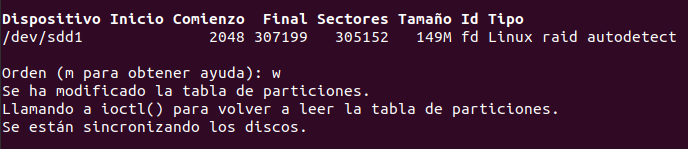 Dispositivo Inicio Comienzo  Final Sectores Tamaño Id Tipo
/dev/sdd1             2048 307199   305152   149M fd Linux raid autodetect
Orden (m para obtener ayuda): w
Se ha modificado la tabla de particiones.
Llamando a ioctl() para volver a leer la tabla de particiones.
Se están sincronizando los discos.